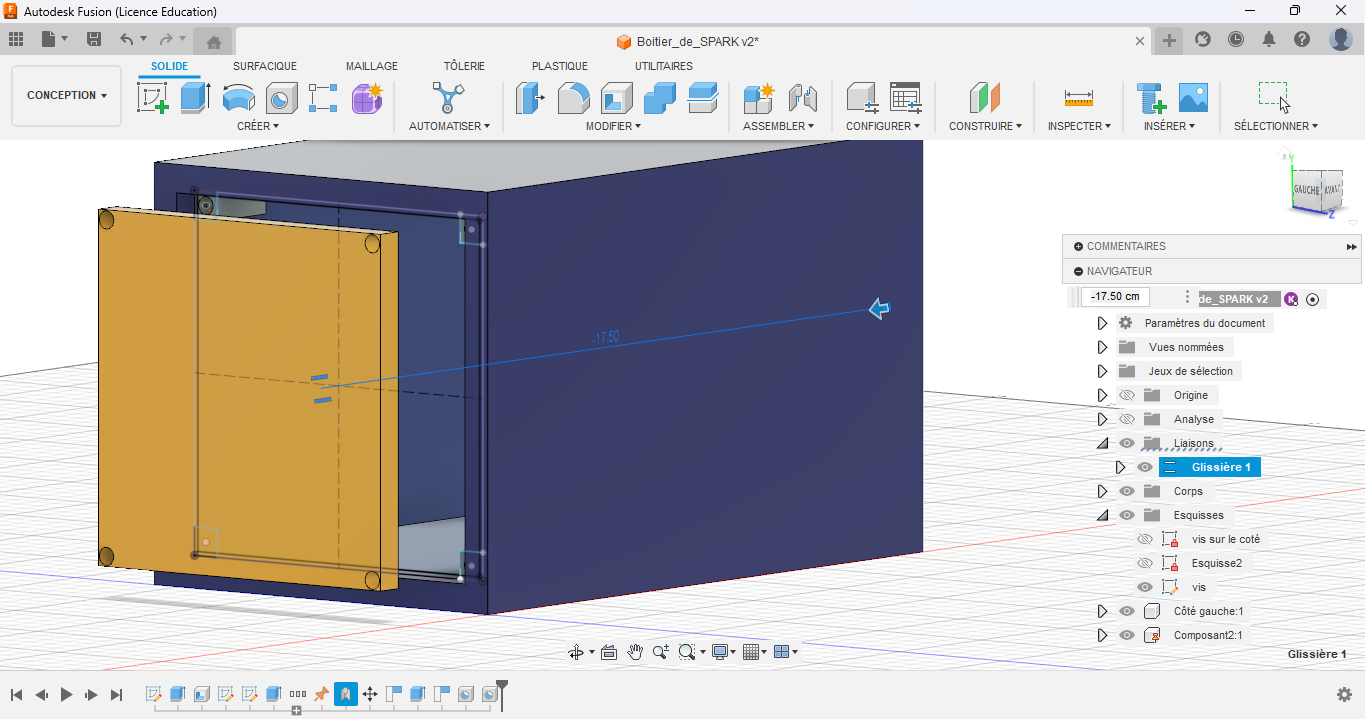 Autodesk Fusion (Licence Education)
Boitier_de_SPARK v2*
SOLIDE SURFACIQUE MAILLAGE TÔLERIE PLASTIQUE UTILITAIRES
CONCEPTION
CRÉER AUTOMATISER MODIFIER ASSEMBLER CONFIGURER CONSTRUIRE INSPECTER INSÉRER SÉLECTIONNER
Y
GAUCHE AVANT
Z
COMMENTAIRES
NAVIGATEUR
-17.50 cm de_SPARK v2 K
Paramètres du document
Vues nommées
Jeux de sélection
Origine
Analyse
Liaisons
Glissière 1
Corps
Esquisses
vis sur le coté
Esquisse2
vis
Côté gauche:1
Composant2:1
-17.50
Glissière 1